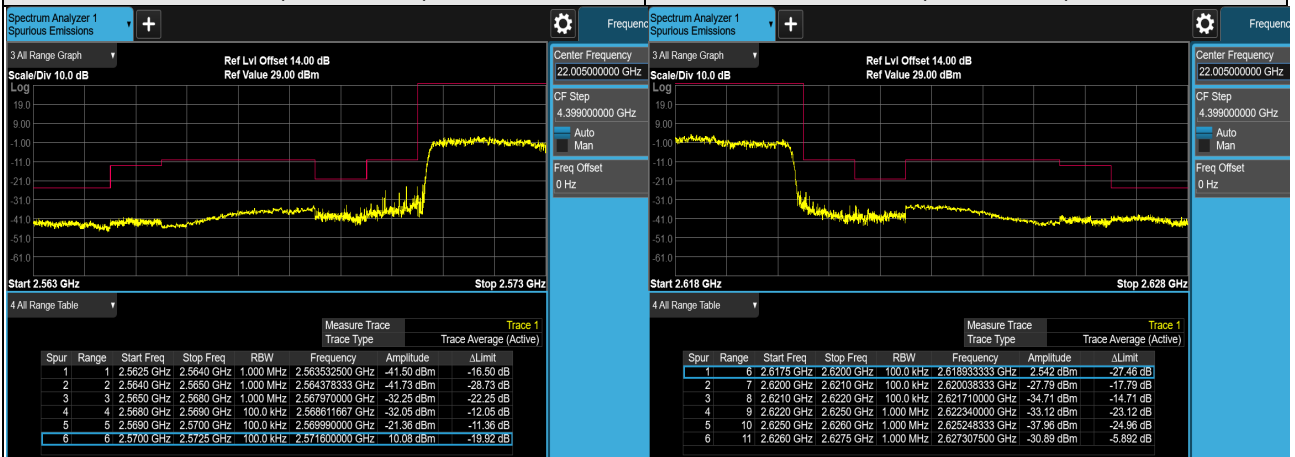 Spectrum Analyzer 1
Spurious Emissions
+
Frequenc
3 All Range Graph
Ref Lvl Offset 14.00 dB
Scale/Div 10.0 dB
Ref Value 29.00 dBm
Log
19.0
9.00
-1.00
-11.0
-21.0
-31.0
-41.0
-51.0
-61.0
Start 2.563 GHz
Stop 2.573 GHz
Center Frequency
22.005000000 GHz
CF Step
4.399000000 GHz
Auto
Man
Freq Offset
0 Hz
4 All Range Table
Measure Trace Trace 1
Trace Type Trace Average (Active)
Spur Range Start Freq Stop Freq RBW Frequency Amplitude ΔLimit
1 1 2.5625 GHz 2.5640 GHz 1.000 MHz 2.563532500 GHz -41.50 dBm -16.50 dB
2 2 2.5640 GHz 2.5650 GHz 1.000 MHz 2.564378333 GHz -41.73 dBm -28.73 dB
3 3 2.5650 GHz 2.5680 GHz 1.000 MHz 2.567970000 GHz -32.25 dBm -22.25 dB
4 4 2.5680 GHz 2.5690 GHz 100.0 kHz 2.568611667 GHz -32.05 dBm -12.05 dB
5 5 2.5690 GHz 2.5700 GHz 100.0 kHz 2.569990000 GHz -21.36 dBm -11.36 dB
6 6 2.5700 GHz 2.5725 GHz 100.0 kHz 2.571600000 GHz 10.08 dBm -19.92 dB
Spectrum Analyzer 1
Spurious Emissions
+
Frequenc
3 All Range Graph
Ref Lvl Offset 14.00 dB
Scale/Div 10.0 dB
Ref Value 29.00 dBm
Log
19.0
9.00
-1.00
-11.0
-21.0
-31.0
-41.0
-51.0
-61.0
Start 2.618 GHz
Stop 2.628 GHz
Center Frequency
22.005000000 GHz
CF Step
4.399000000 GHz
Auto
Man
Freq Offset
0 Hz
4 All Range Table
Measure Trace Trace 1
Trace Type Trace Average (Active)
Spur Range Start Freq Stop Freq RBW Frequency Amplitude ΔLimit
1 6 2.6175 GHz 2.6200 GHz 100.0 kHz 2.618933333 GHz 2.542 dBm -27.46 dB
2 7 2.6200 GHz 2.6210 GHz 100.0 kHz 2.620038333 GHz -27.79 dBm -17.79 dB
3 8 2.6210 GHz 2.6220 GHz 100.0 kHz 2.621710000 GHz -34.71 dBm -14.71 dB
4 9 2.6220 GHz 2.6250 GHz 1.000 MHz 2.622340000 GHz -33.12 dBm -23.12 dB
5 10 2.6250 GHz 2.6260 GHz 1.000 MHz 2.625248333 GHz -37.96 dBm -24.96 dB
6 11 2.6260 GHz 2.6275 GHz 1.000 MHz 2.627307500 GHz -30.89 dBm -5.892 dB